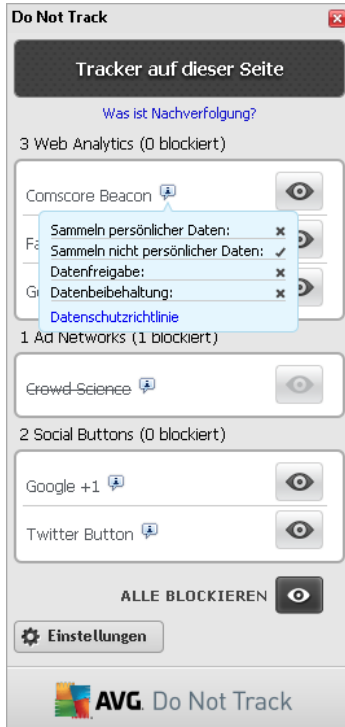 Do Not Track
Tracker auf dieser Seite
Was ist Nachverfolgung?
3 Web Analytics (0 blockiert)
Comscore Beacon
Sammeln persönlicher Daten:
Sammeln nicht persönlicher Daten:
Datenfreigabe:
Datenbeibehaltung:
Datenschutzrichtlinie
1 Ad Networks (1 blockiert)
Crowd Science
2 Social Buttons (0 blockiert)
Google +1
Twitter Button
ALLE BLOCKIEREN
Einstellungen
AVG. Do Not Track